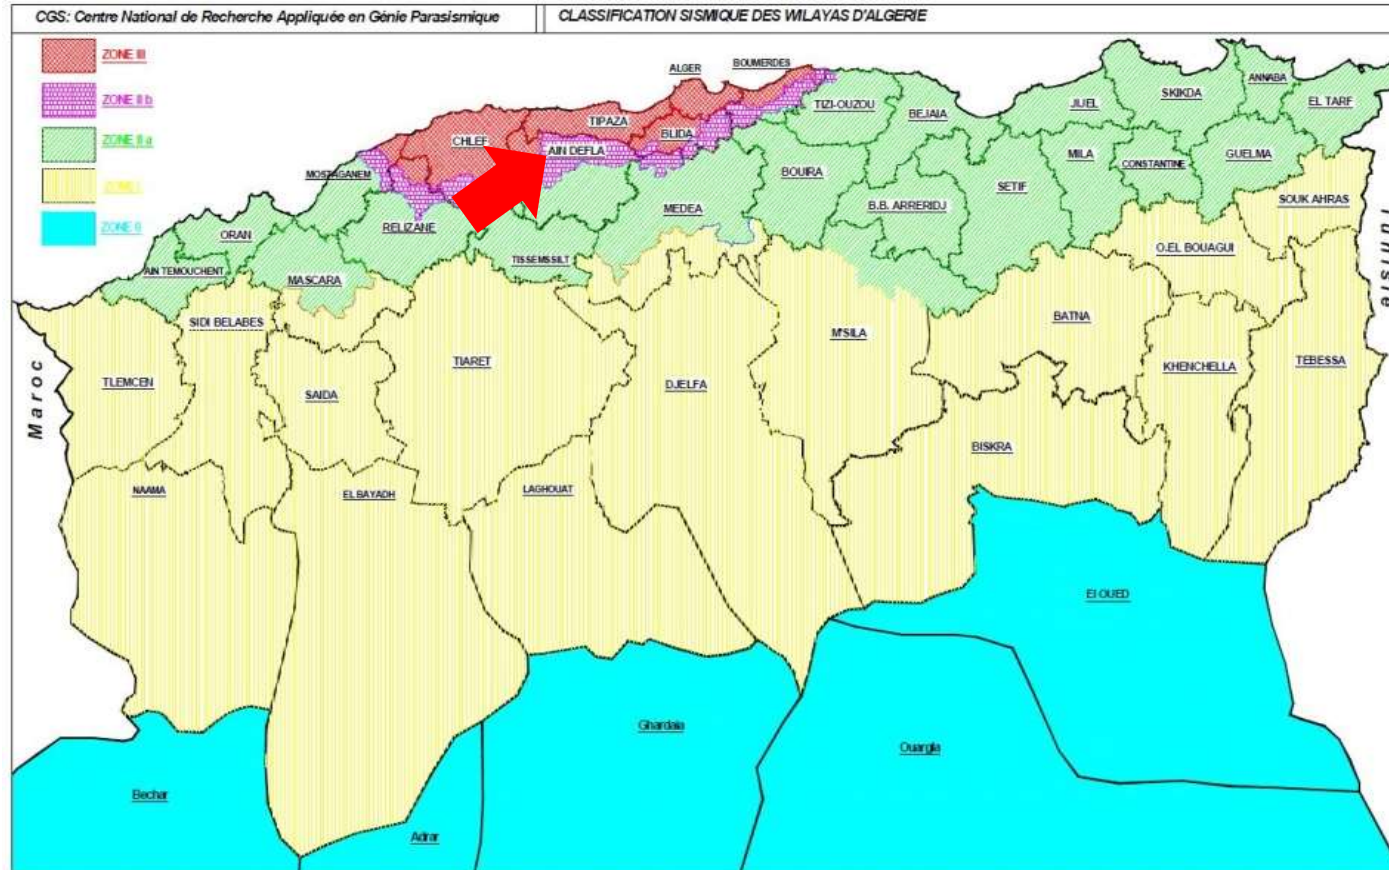 CGS: Centre National de Recherche Appliquée en Génie Parasismique
CLASSIFICATION SISMIQUE DES WILAYAS D'ALGERIE
ZONE III
ZONE II b
ZONE II a
ZONE I
ZONE 0
ALGER
BOUMERDES
TIPAZA
CHLEF
BLIDA
AIN DEFLA
TIZI-OUZOU
BEJAIA
JIJEL
SKIKDA
ANNABA
EL TARF
MOSTAGANEM
BOUIRA
SETIF
MILA
CONSTANTINE
GUELMA
B.B. ARRERIDJ
SOUK AHRAS
MEDEA
RELIZANE
ORAN
O.EL BOUAGUI
AIN TEMOUCHENT
MASCARA
TISSEMSSILT
SIDI BELABES
BATNA
M'SILA
TIARET
KHENCHELLA
TEBESSA
TLEMCEN
SAIDA
DJELFA
BISKRA
NAAMA
EL BAYADH
LAGHOUAT
El OUED
Ghardaia
Ouargla
Bechar
Adrar
Maroc
Tunisie